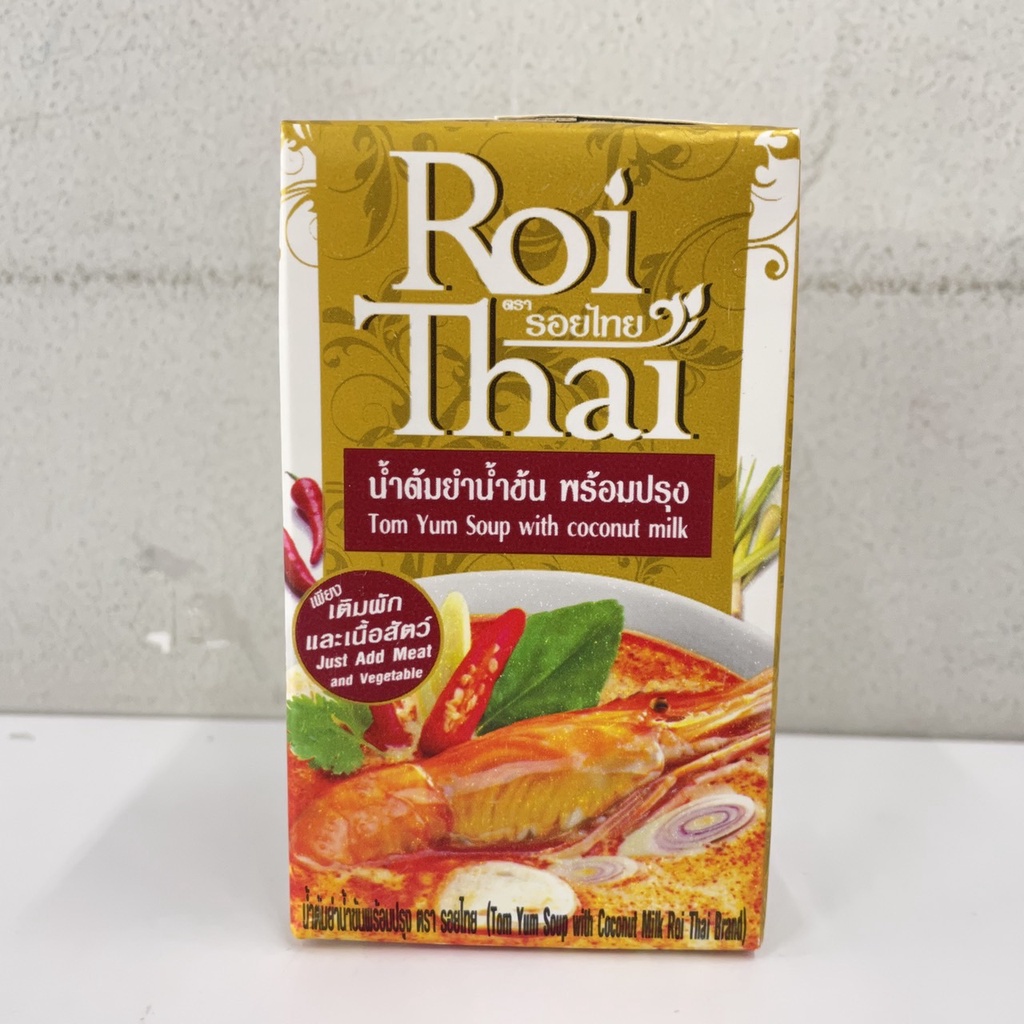 Roi
ตรา
รอยไทย
Thai
น้ำต้มยำน้ำข้น พร้อมปรุง
Tom Yum Soup with coconut milk
เพียง
เติมผัก
และเนื้อสัตว์
Just Add Meat
and Vegetable
น้ำต้มยำน้ำข้นพร้อมปรุง ตรา รอยไทย (Tom Yum Soup with Coconut Milk Roi Thai Brand)